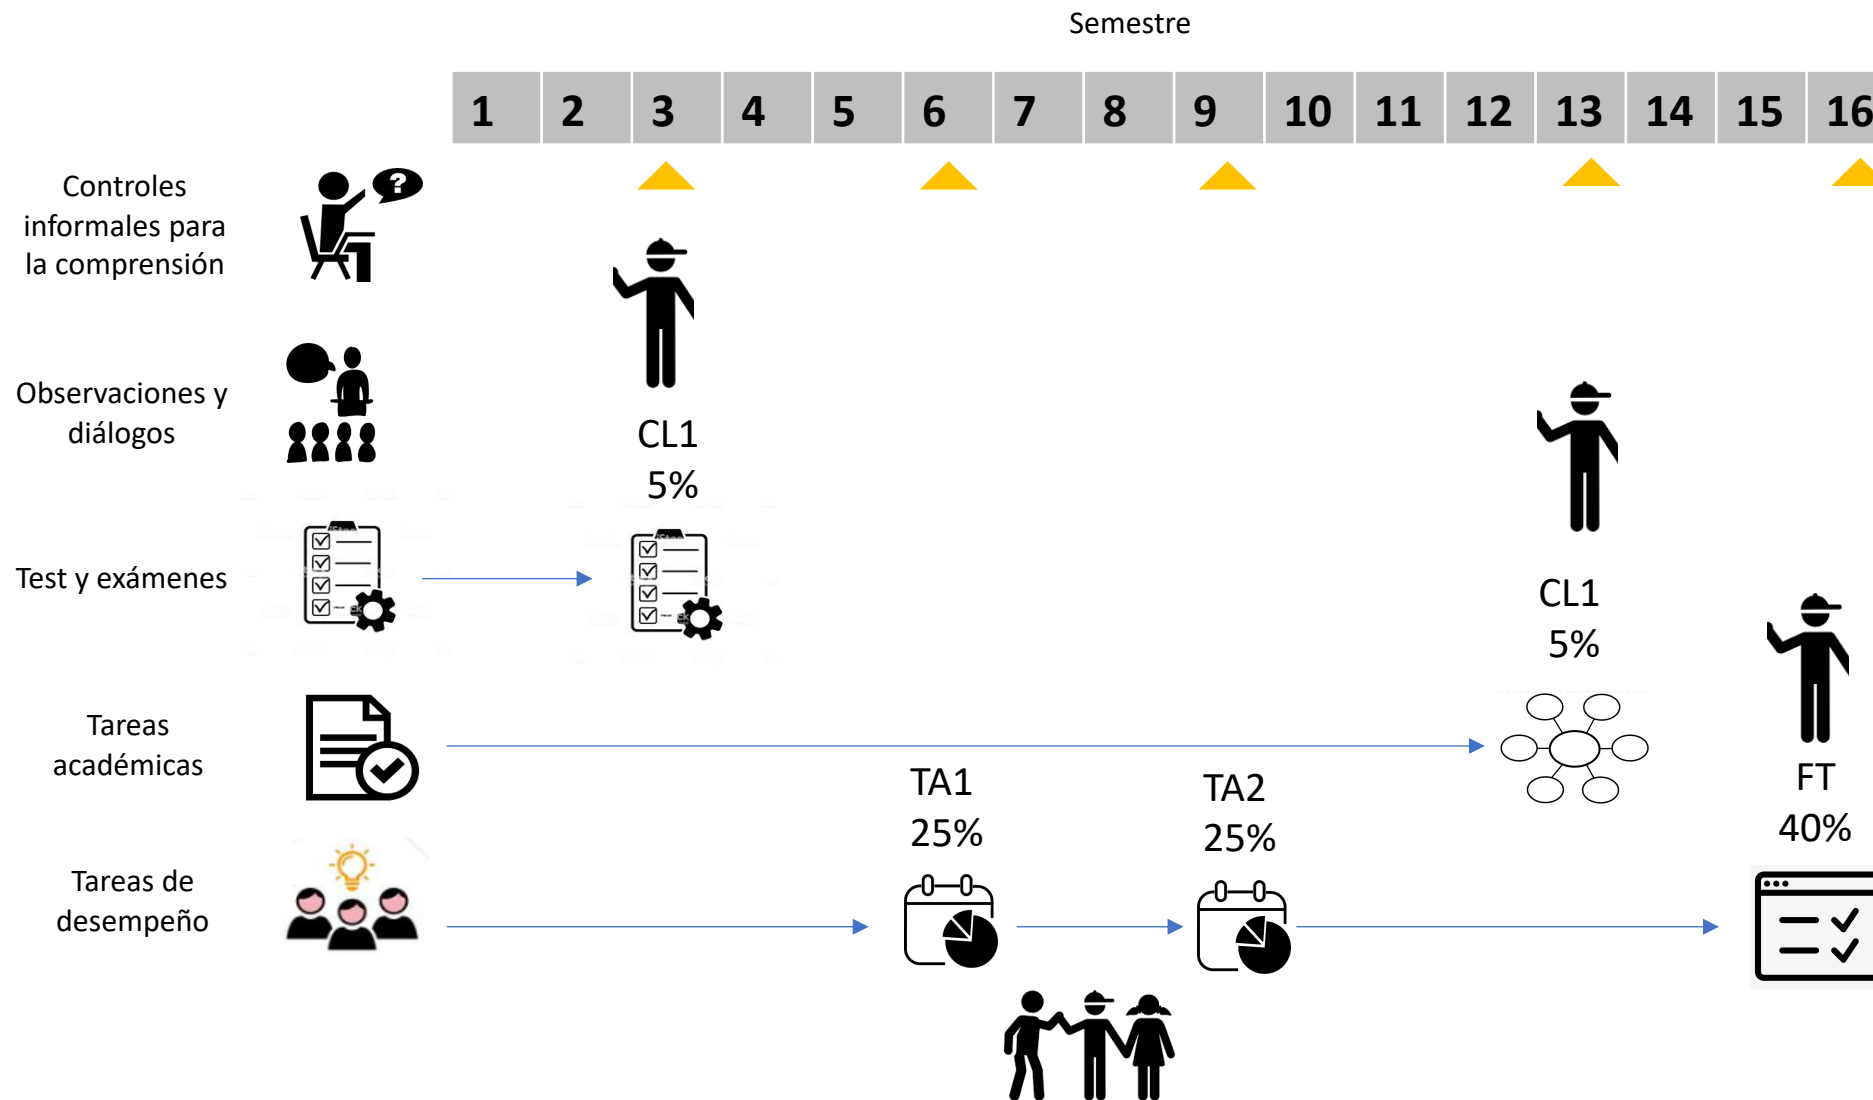 Semestre
1 2 3 4 5 6 7 8 9 10 11 12 13 14 15 16
Controles
informales para
la comprensión
?
Observaciones y
diálogos
CL1
5%
Test y exámenes
CL1
5%
Tareas
académicas
TA1
25%
TA2
25%
FT
40%
Tareas de
desempeño